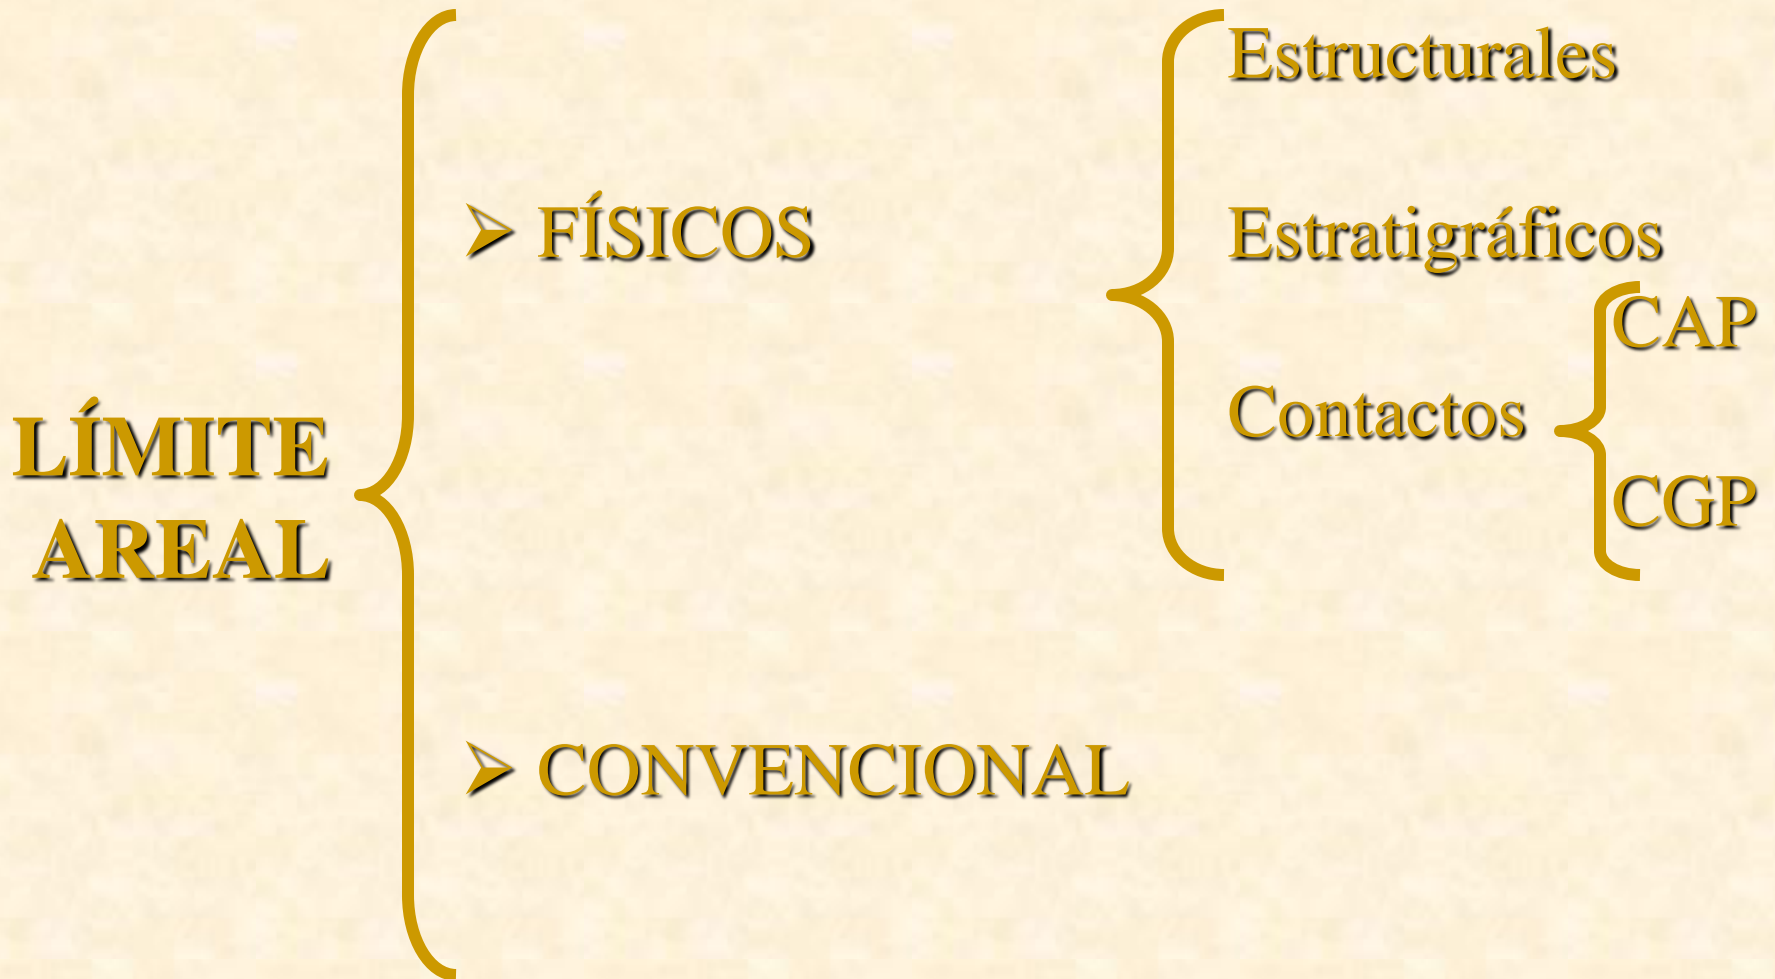 LÍMITE
AREAL
➢ FÍSICOS
Estructurales
Estratigráficos
Contactos
CAP
CGP
➢ CONVENCIONAL